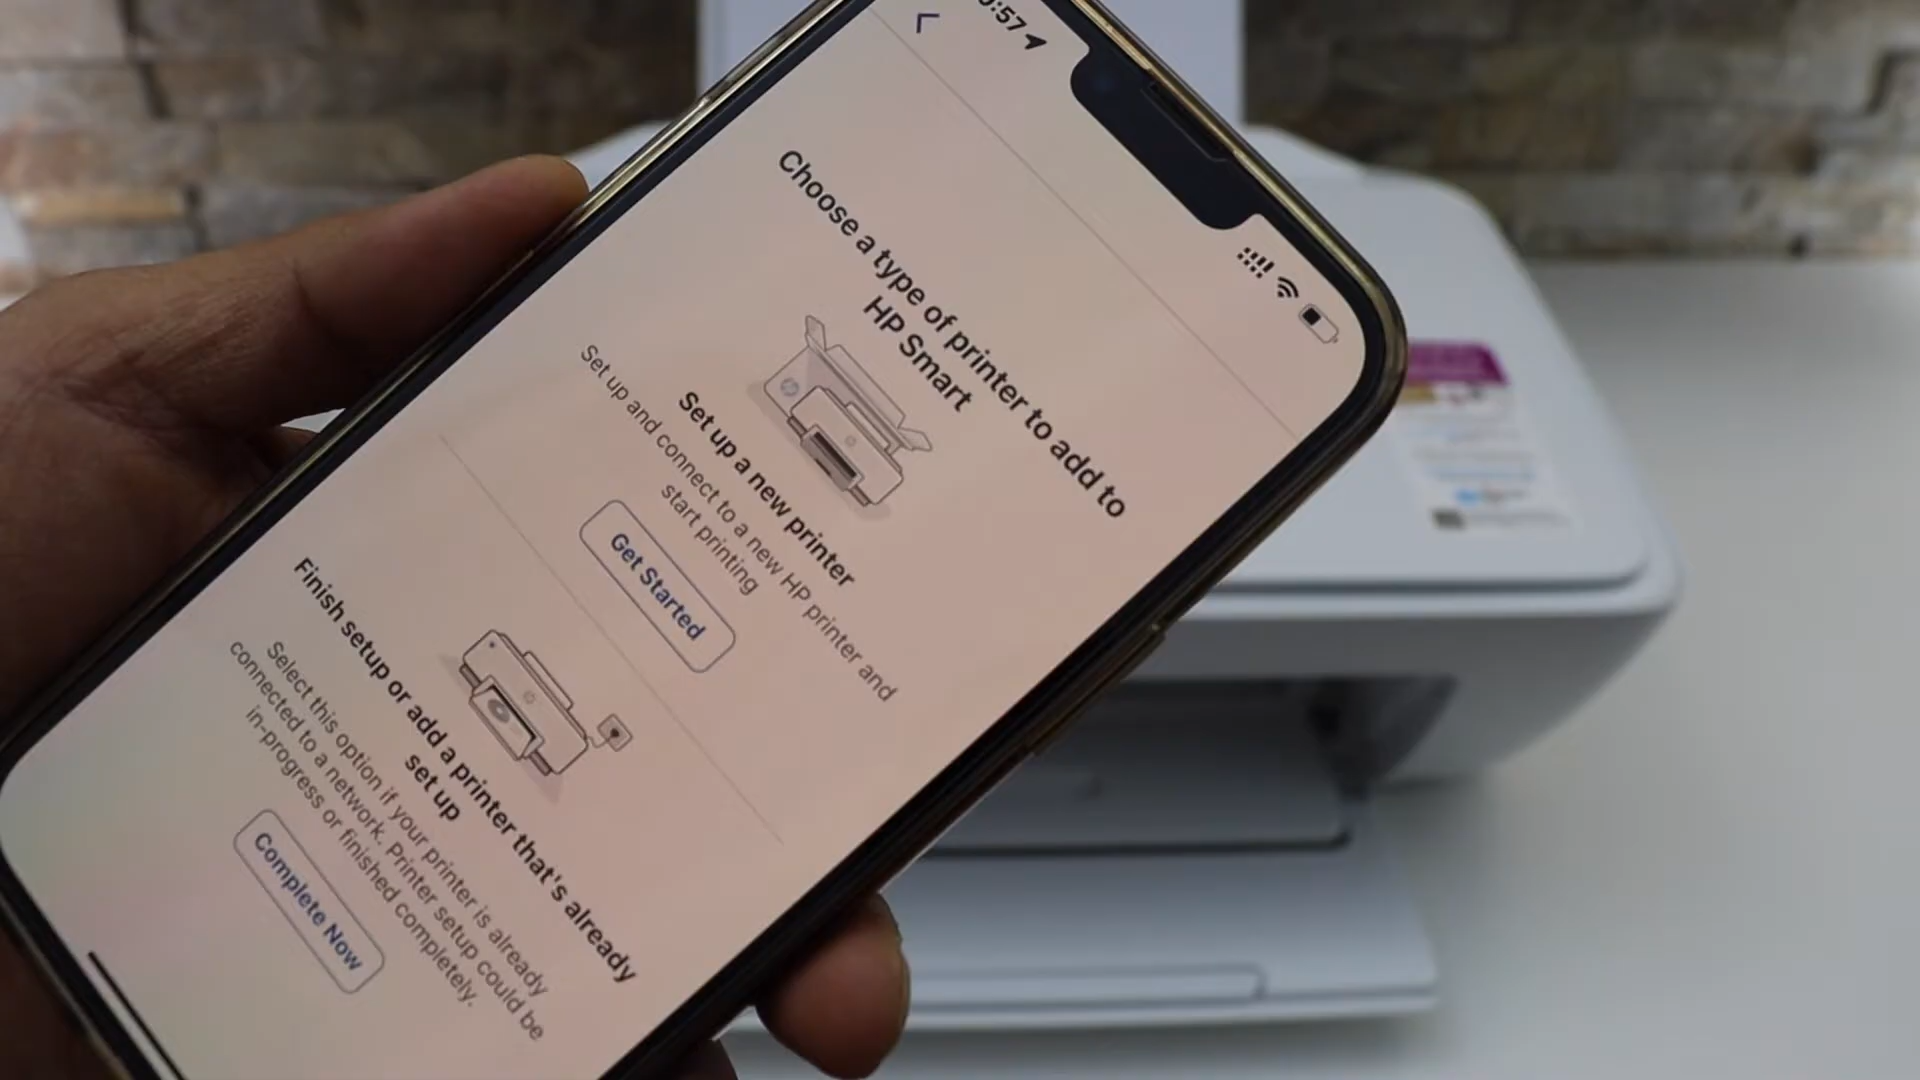 :57
Choose a type of printer to add to
HP Smart
Set up a new printer
Set up and connect to a new HP printer and
start printing
Get Started
Finish setup or add a printer that's already
set up
Select this option if your printer is already
connected to a network. Printer setup could be
in-progress or finished completely.
Complete Now